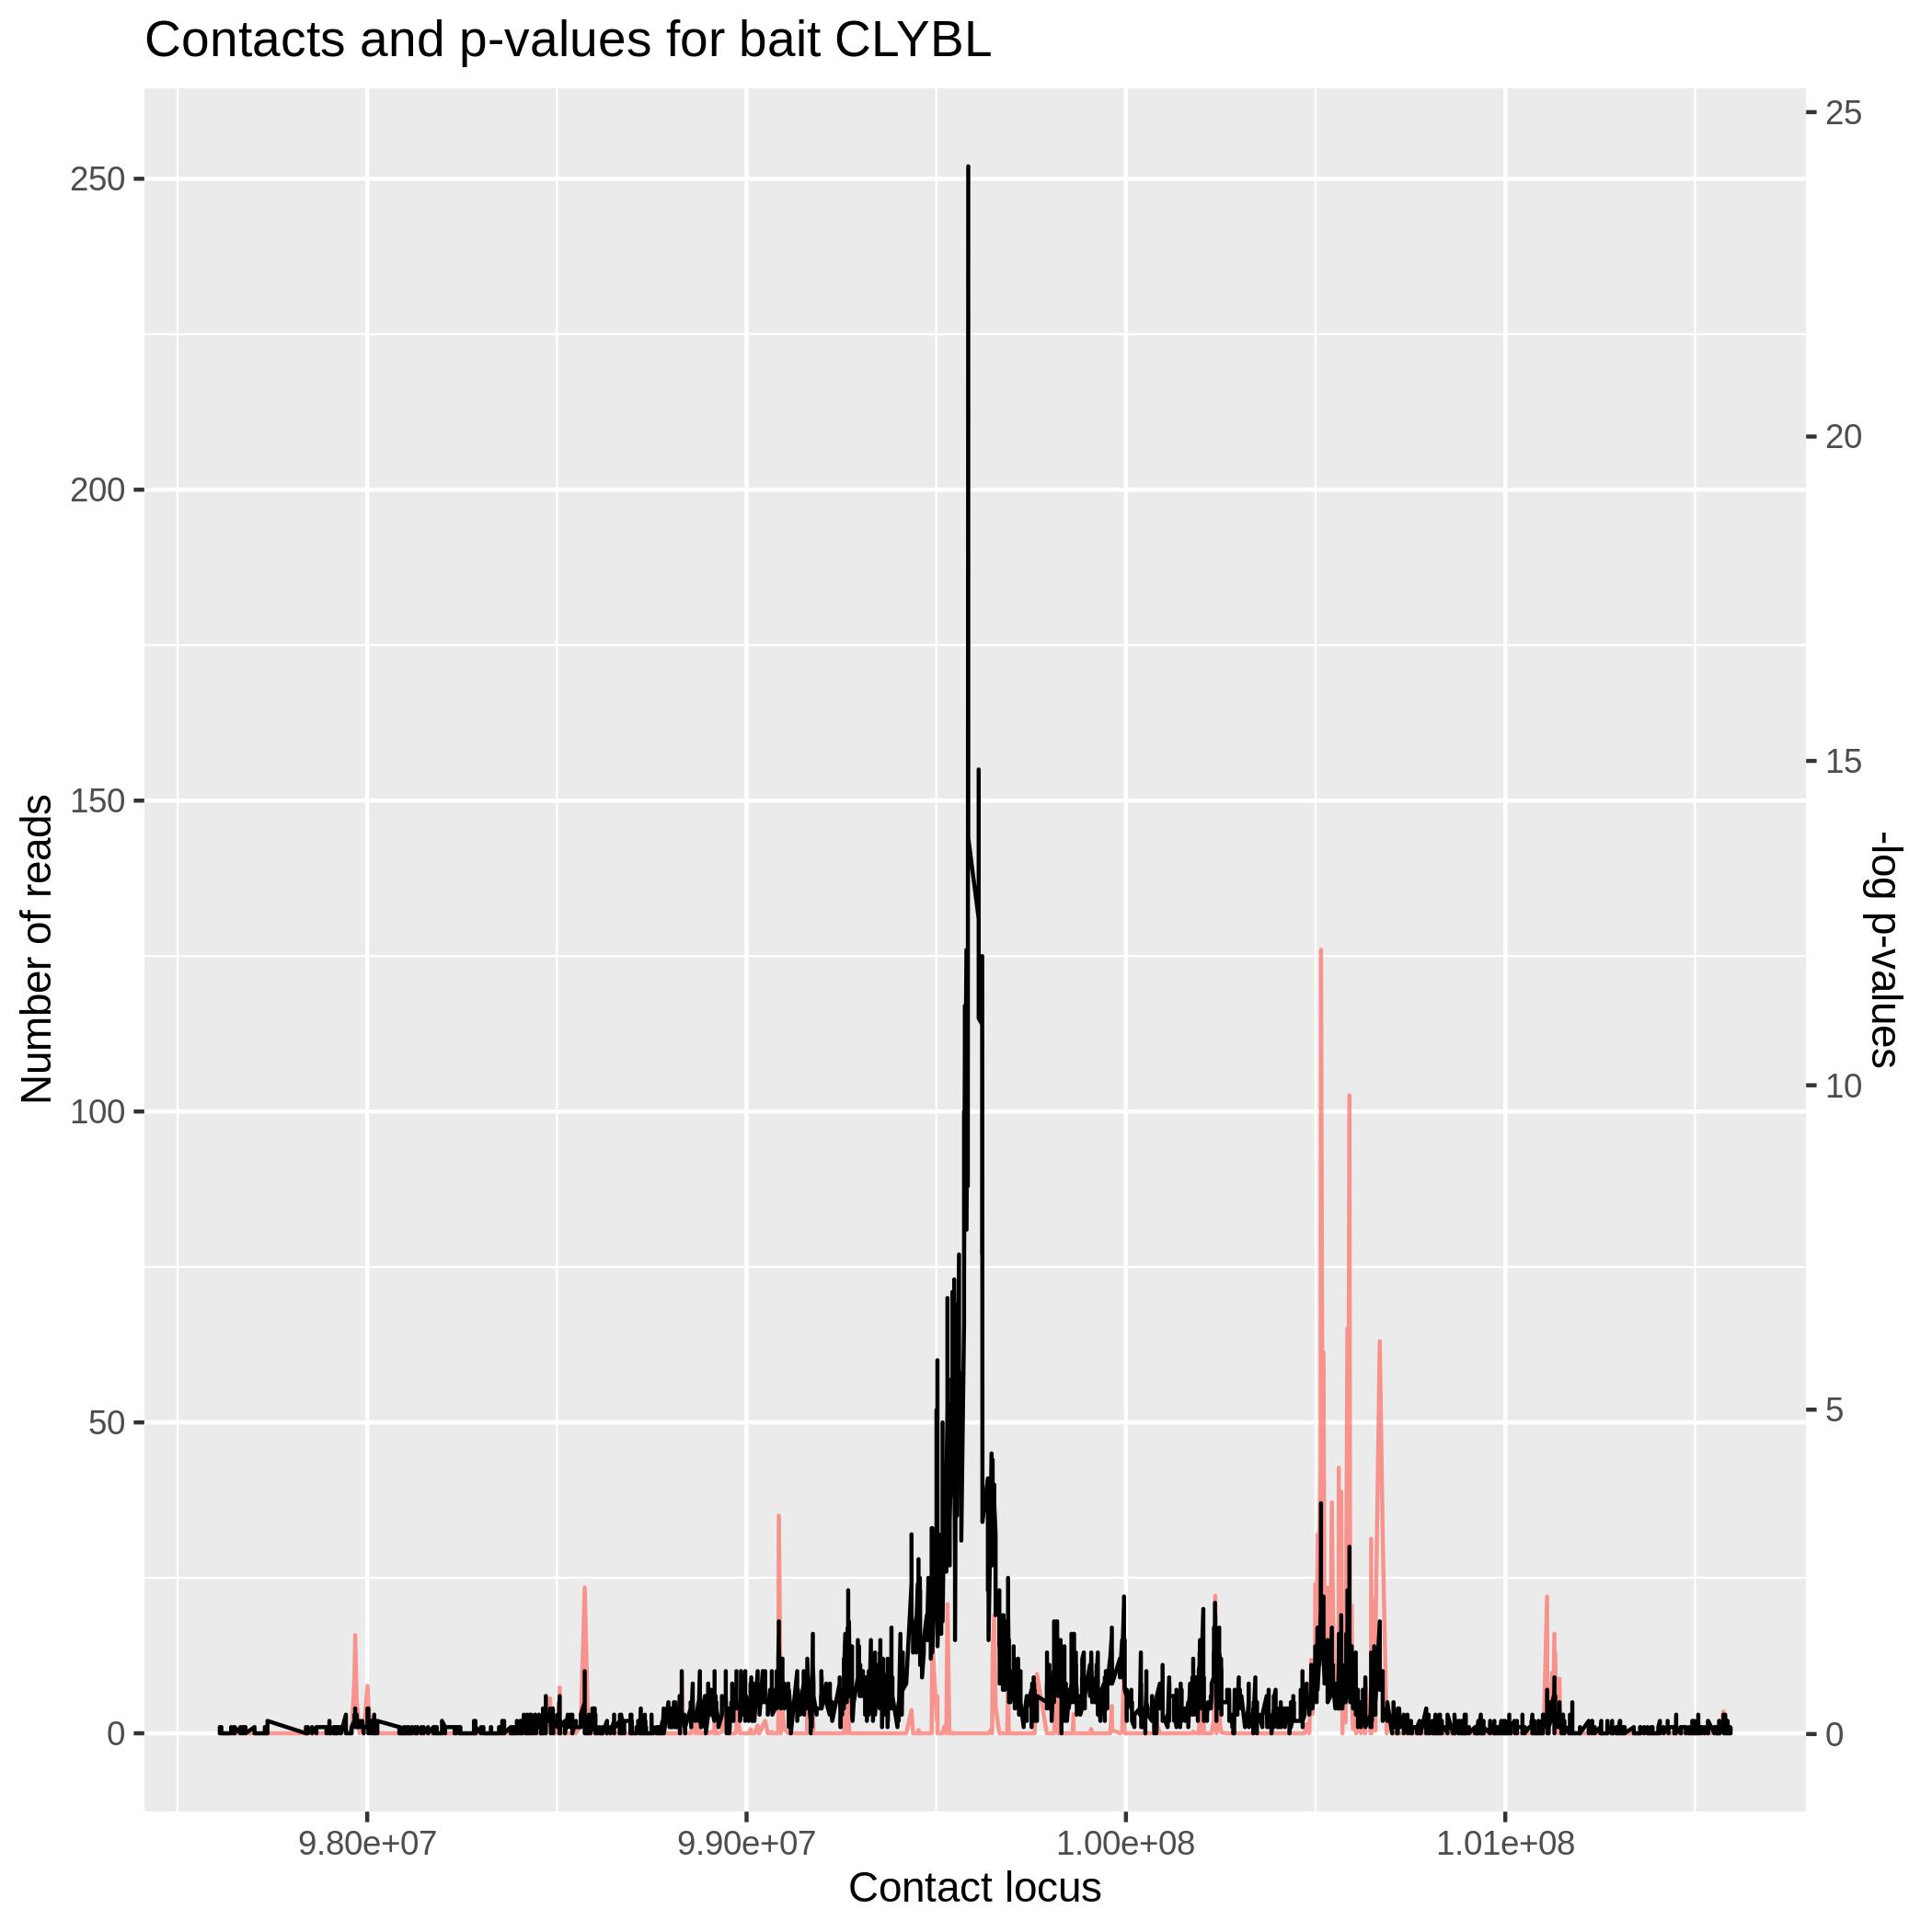 Contacts and p-values for bait CLYBL
250
200
150
100
50
0
Number of reads
25
20
15
10
5
0
-log p-values
9.80e+07
9.90e+07
1.00e+08
1.01e+08
Contact locus